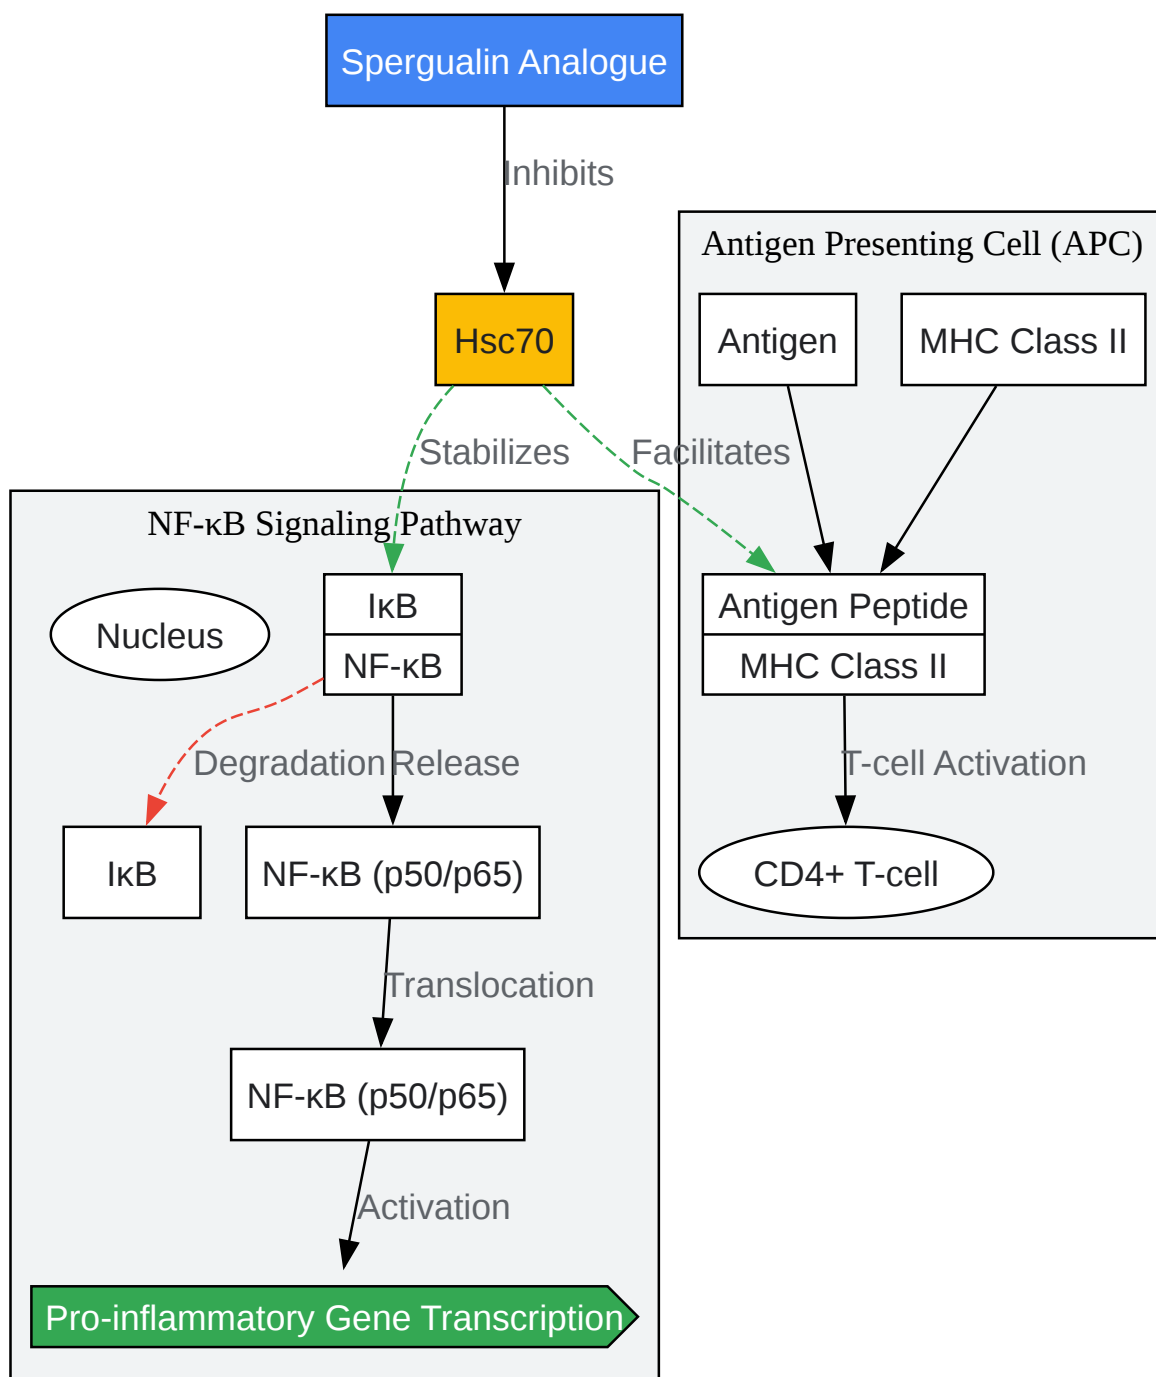 Spergualin Analogue
Inhibits
Antigen Presenting Cell (APC)
Hsc70
Antigen
MHC Class II
Stabilizes
Facilitates
NF-κB Signaling Pathway
Nucleus
IκB
NF-κB
Antigen Peptide
MHC Class II
Degradation
Release
T-cell Activation
IκB
NF-κB (p50/p65)
CD4+ T-cell
Translocation
NF-κB (p50/p65)
Activation
Pro-inflammatory Gene Transcription